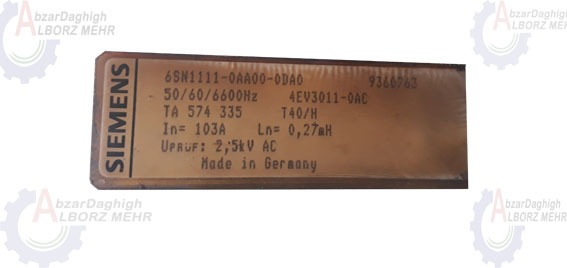 AbzarDaghigh
ALBORZ MEHR
AbzarDaghigh
ALBORZ MEHR
SIEMENS
6SN1111-0AA00-0DA0 9360763
50/60/6600Hz 4EV3011-0AC
TA 574 335 T40/H
In= 103A Ln= 0,27mH
UPRÜF: 2,5kV AC
Made in Germany
AbzarDaghigh
ALBORZ MEHR
AbzarDaghigh
ALBORZ MEHR